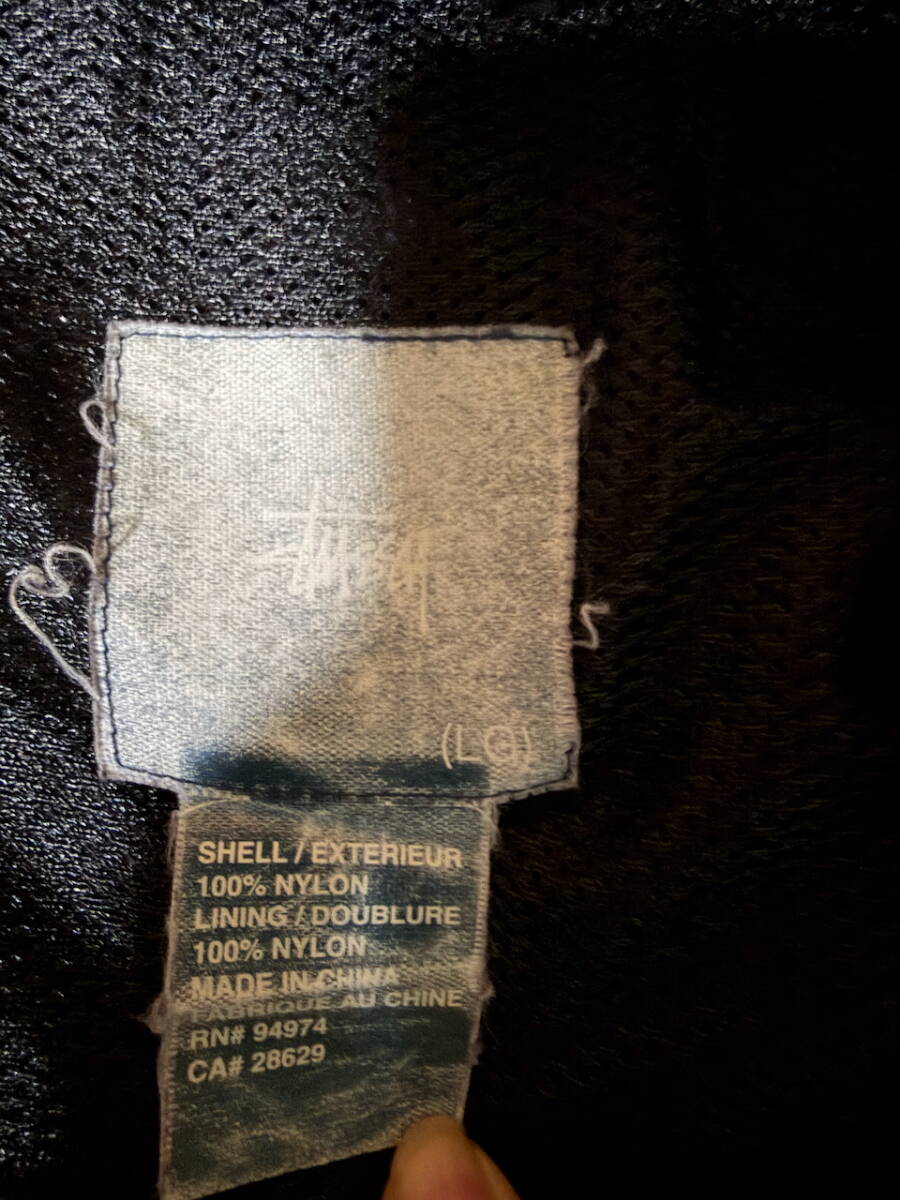 Stüssy
(LG)
SHELL / EXTERIEUR
100% NYLON
LINING / DOUBLURE
100% NYLON
MADE IN CHINA
FABRIQUE AU CHINE
RN# 94974
CA# 28629